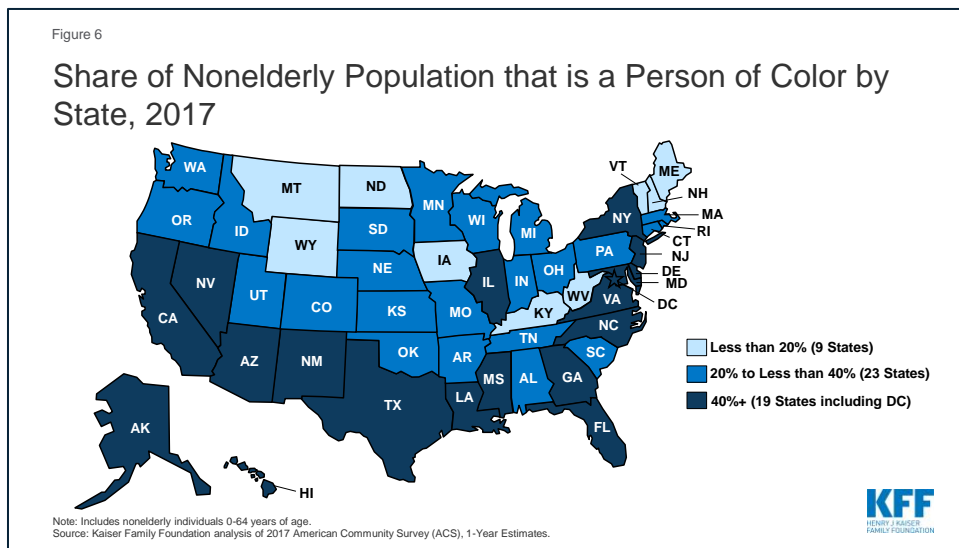 Figure 6
Share of Nonelderly Population that is a Person of Color by
State, 2017
WA
MT
ND
MN
VT
ME
NH
OR
ID
SD
WI
MI
NY
MA
RI
WY
IA
PA
CT
NJ
NV
NE
IL
IN
OH
DE
MD
UT
CO
WV
VA
DC
CA
KS
MO
KY
NC
TN
AZ
NM
OK
AR
SC
MS
AL
GA
TX
LA
FL
AK
HI
Less than 20% (9 States)
20% to Less than 40% (23 States)
40%+ (19 States including DC)
Note: Includes nonelderly individuals 0-64 years of age.
Source: Kaiser Family Foundation analysis of 2017 American Community Survey (ACS), 1-Year Estimates.
KFF
HENRY J KAISER
FAMILY FOUNDATION